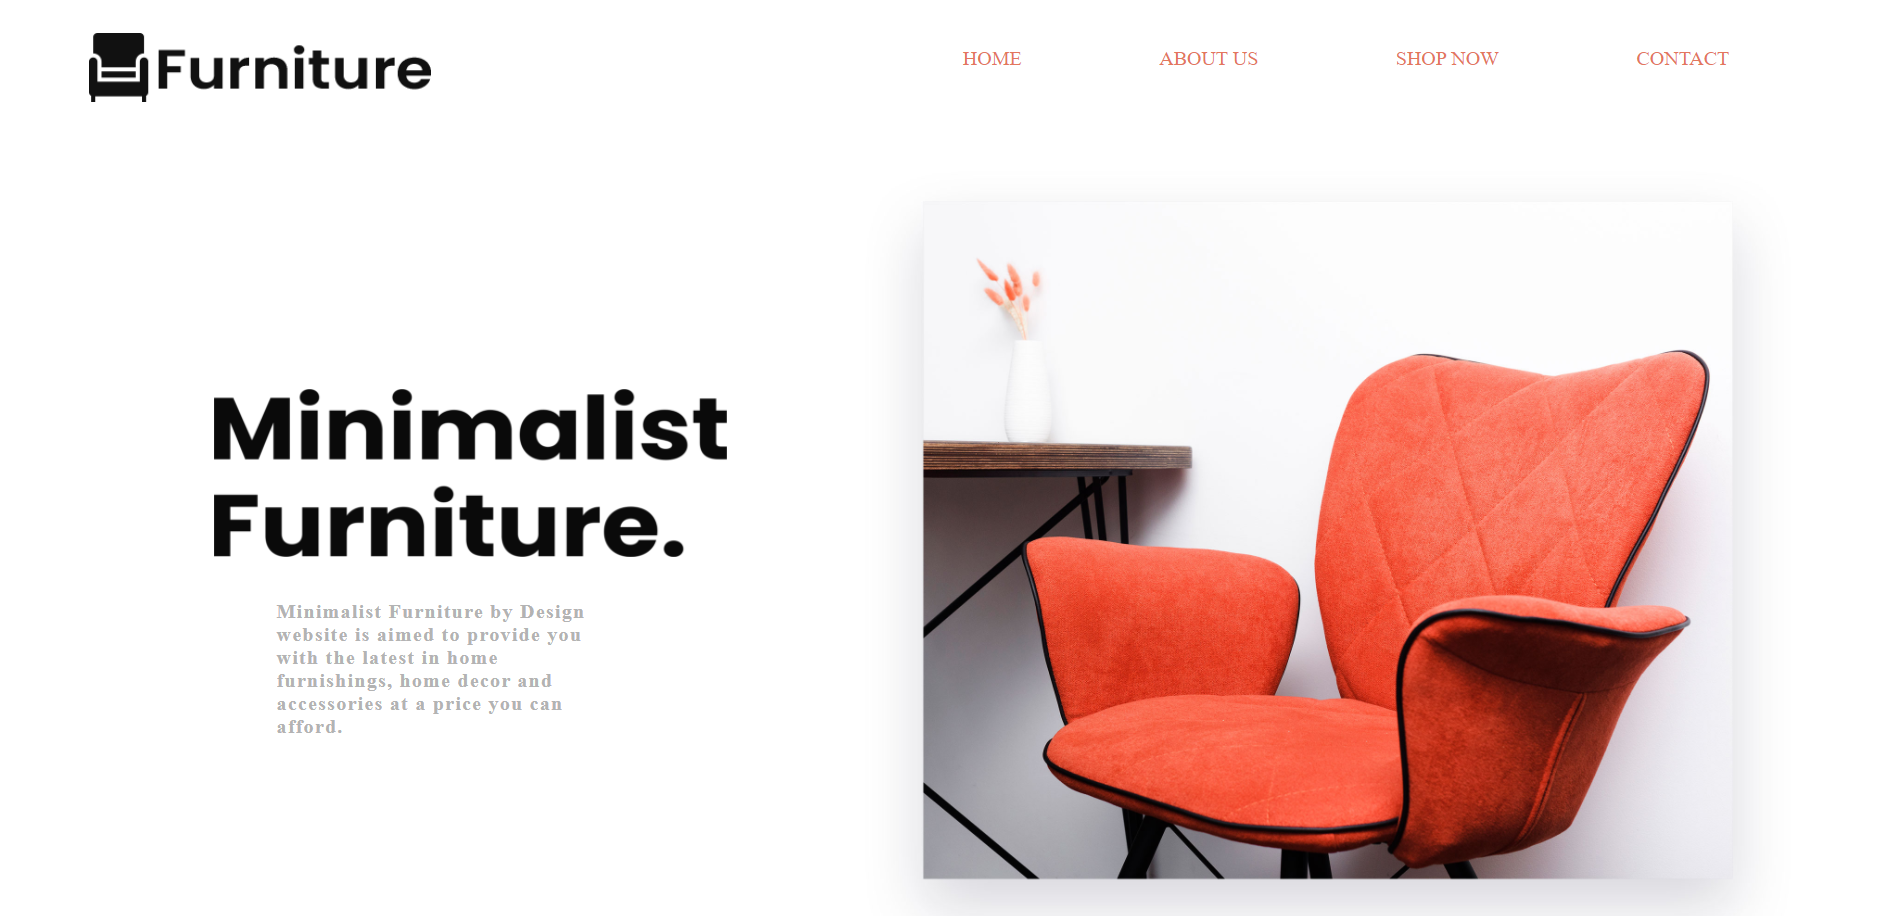 Furniture
HOME
ABOUT US
SHOP NOW
CONTACT
Minimalist
Furniture.
Minimalist Furniture by Design
website is aimed to provide you
with the latest in home
furnishings, home decor and
accessories at a price you can
afford.